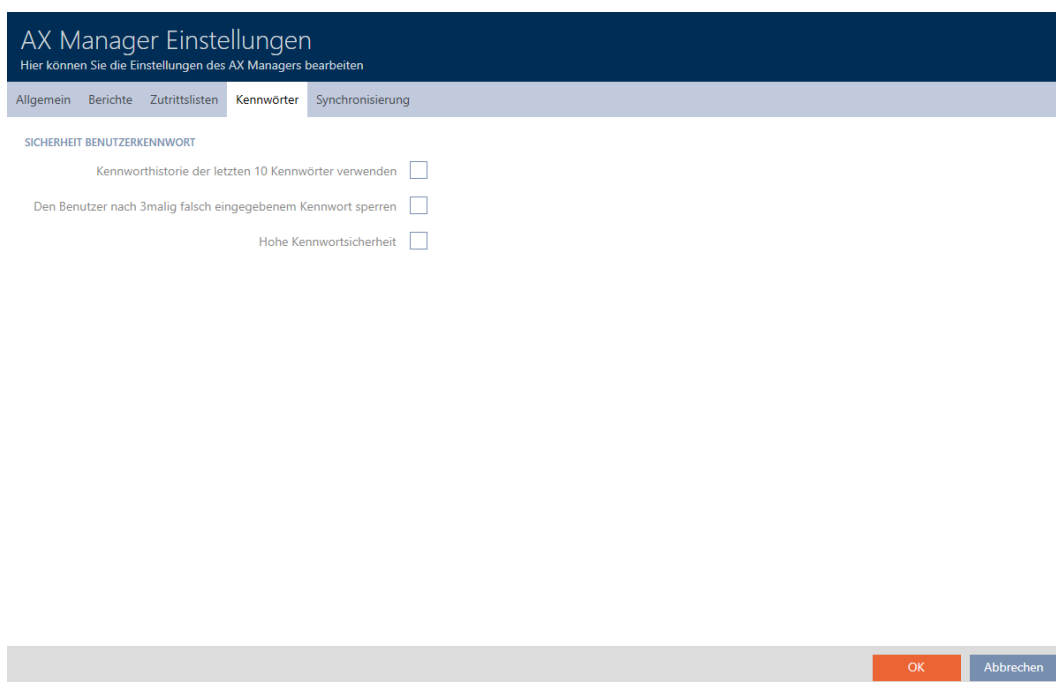 AX Manager Einstellungen
Hier können Sie die Einstellungen des AX Managers bearbeiten
Allgemein Berichte Zutrittslisten Kennwörter Synchronisierung
SICHERHEIT BENUTZERKENNWORT
Kennworthistorie der letzten 10 Kennwörter verwenden
Den Benutzer nach 3malig falsch eingegebenem Kennwort sperren
Hohe Kennwortsicherheit
OK Abbrechen